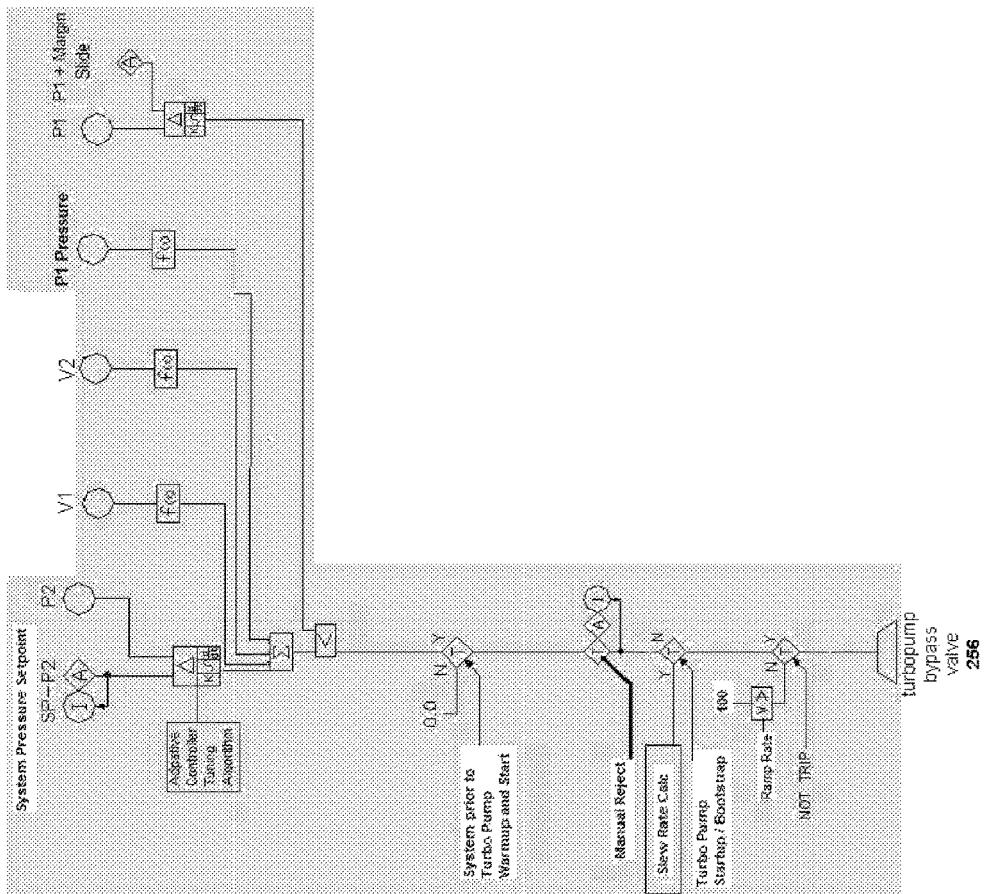 System Pressure Setpoint
SP-P2
P2
V1
V2
P1 Pressure
P1
P1 + Margin
Slide
I
A
A
Δ
Δ
f(x)
f(x)
f(x)
Adpative
Controller
Tuning
Algorithm
Σ
<
0.0
N
T
Y
System prior to
Turbo Pump
Warmup and Start
T
A
I
Manual Reject
Slew Rate Calc
Y
T
N
Turbo Pump
Startup / Bootstrap
100
V >
Ramp Rate
N
T
Y
NOT TRIP
turbopump
bypass
valve
256